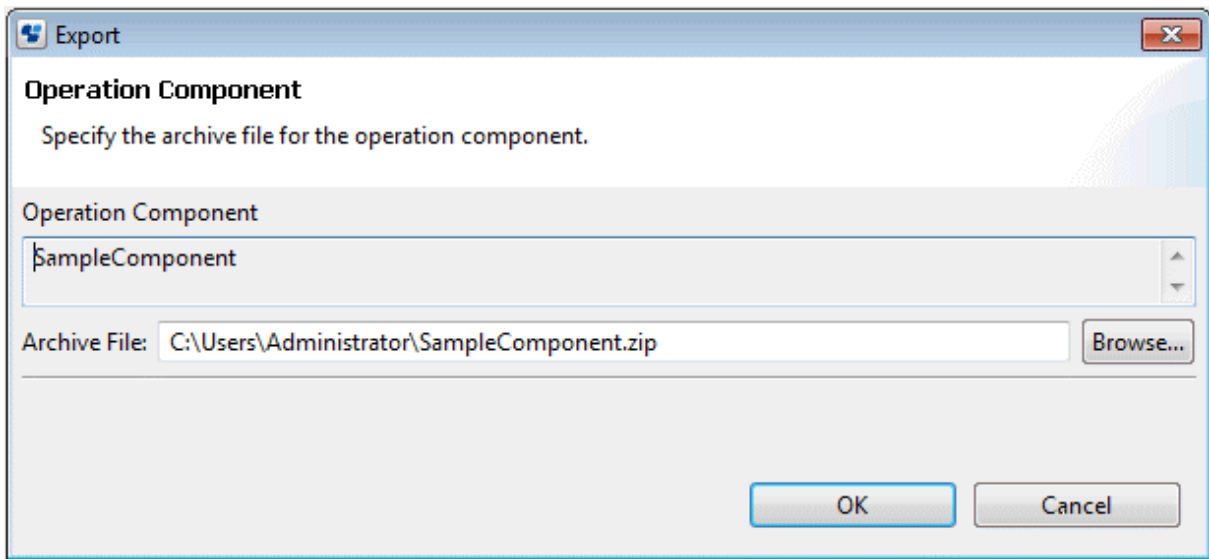 Export
Operation Component
Specify the archive file for the operation component.
Operation Component
SampleComponent
Archive File: C:\Users\Administrator\SampleComponent.zip Browse...
OK Cancel